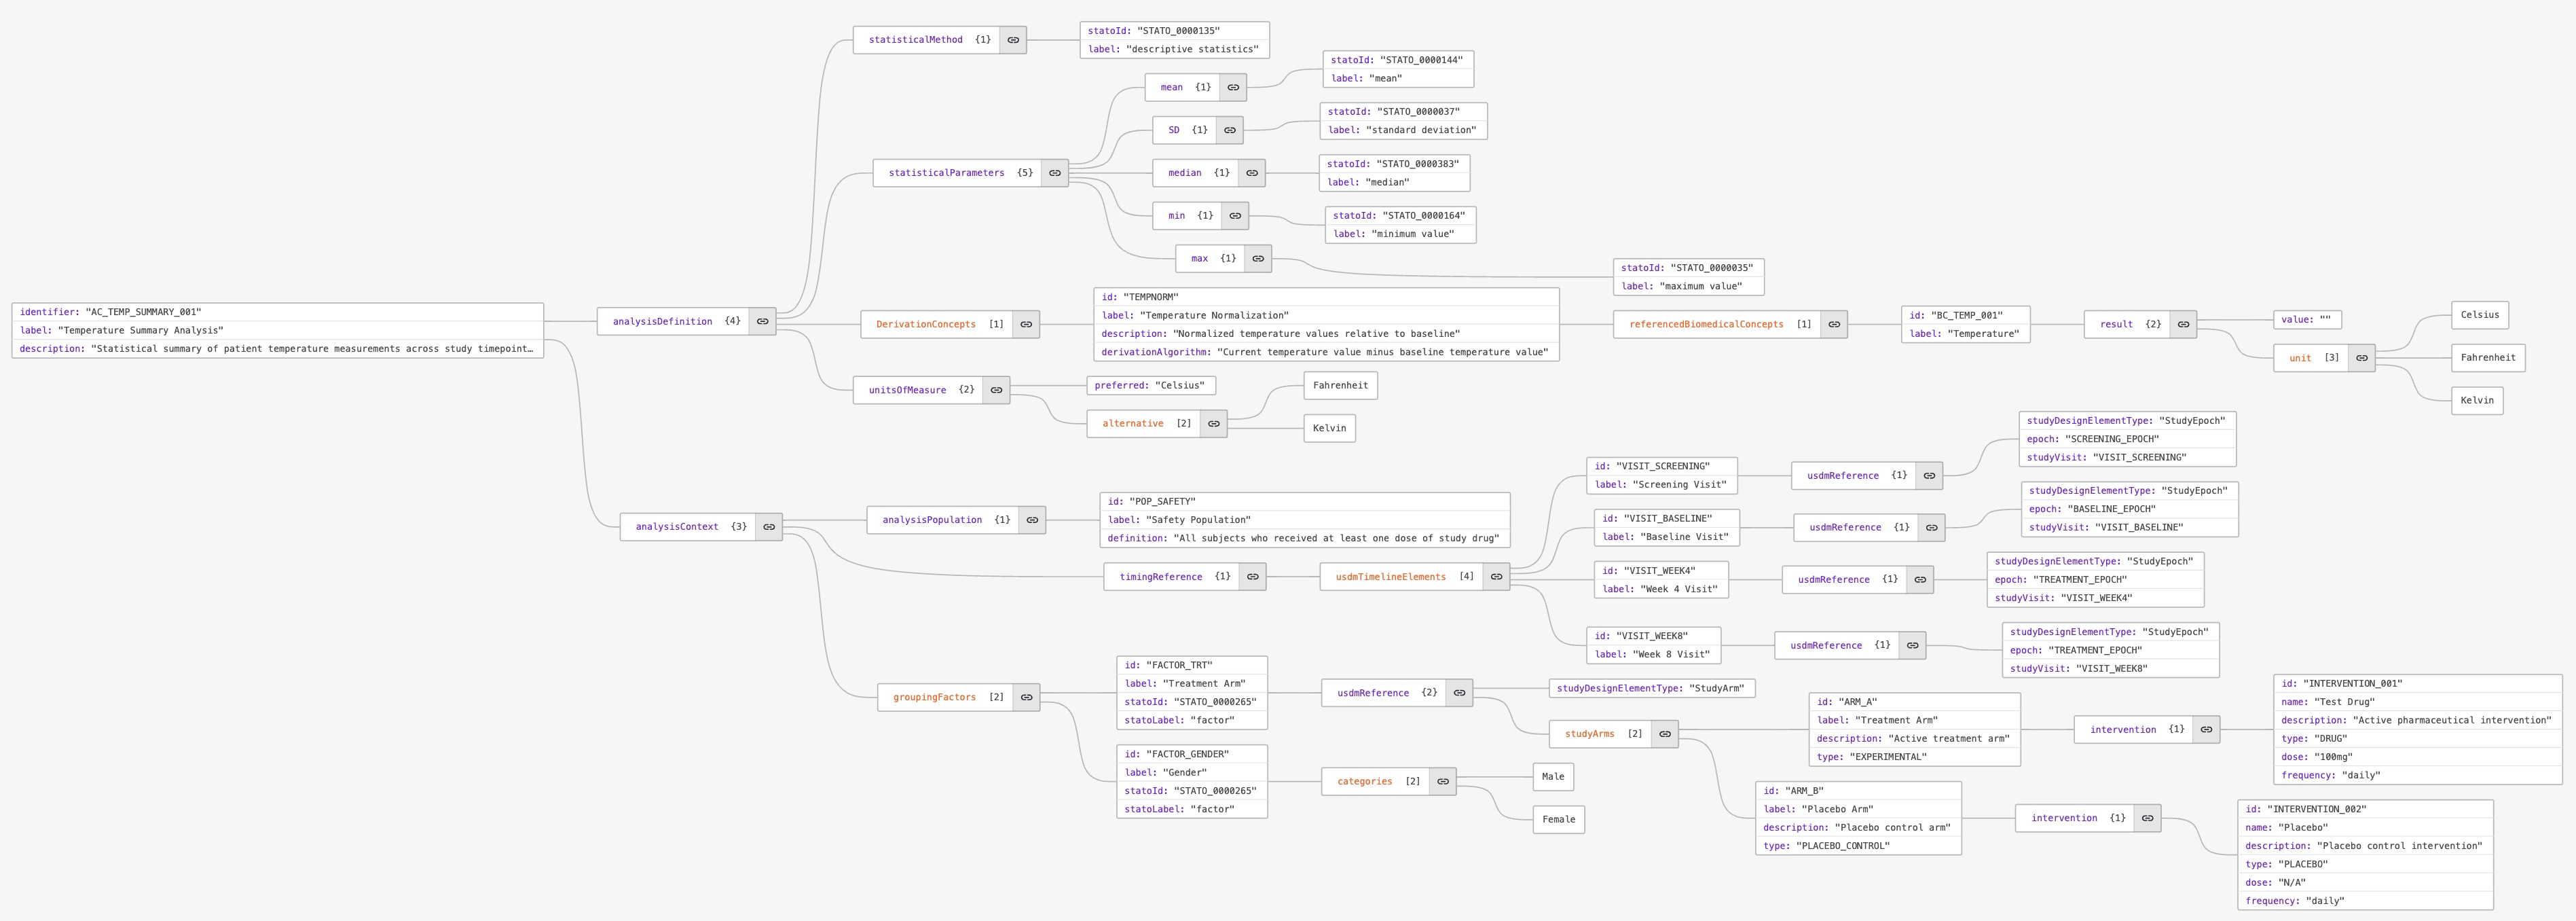 identifier: "AC_TEMP_SUMMARY_001"
label: "Temperature Summary Analysis"
description: "Statistical summary of patient temperature measurements across study timepoint…
analysisDefinition {4}
statisticalMethod {1}
statoId: "STATO_0000135"
label: "descriptive statistics"
statisticalParameters {5}
mean {1}
statoId: "STATO_0000144"
label: "mean"
SD {1}
statoId: "STATO_0000037"
label: "standard deviation"
median {1}
statoId: "STATO_0000383"
label: "median"
min {1}
statoId: "STATO_0000164"
label: "minimum value"
max {1}
statoId: "STATO_0000035"
label: "maximum value"
DerivationConcepts [1]
id: "TEMPNORM"
label: "Temperature Normalization"
description: "Normalized temperature values relative to baseline"
derivationAlgorithm: "Current temperature value minus baseline temperature value"
referencedBiomedicalConcepts [1]
id: "BC_TEMP_001"
label: "Temperature"
result {2}
value: ""
unit [3]
Celsius
Fahrenheit
Kelvin
unitsOfMeasure {2}
preferred: "Celsius"
alternative [2]
Fahrenheit
Kelvin
analysisContext {3}
analysisPopulation {1}
id: "POP_SAFETY"
label: "Safety Population"
definition: "All subjects who received at least one dose of study drug"
timingReference {1}
usdmTimelineElements [4]
id: "VISIT_SCREENING"
label: "Screening Visit"
usdmReference {1}
studyDesignElementType: "StudyEpoch"
epoch: "SCREENING_EPOCH"
studyVisit: "VISIT_SCREENING"
id: "VISIT_BASELINE"
label: "Baseline Visit"
usdmReference {1}
studyDesignElementType: "StudyEpoch"
epoch: "BASELINE_EPOCH"
studyVisit: "VISIT_BASELINE"
id: "VISIT_WEEK4"
label: "Week 4 Visit"
usdmReference {1}
studyDesignElementType: "StudyEpoch"
epoch: "TREATMENT_EPOCH"
studyVisit: "VISIT_WEEK4"
id: "VISIT_WEEK8"
label: "Week 8 Visit"
usdmReference {1}
studyDesignElementType: "StudyEpoch"
epoch: "TREATMENT_EPOCH"
studyVisit: "VISIT_WEEK8"
groupingFactors [2]
id: "FACTOR_TRT"
label: "Treatment Arm"
statoId: "STATO_0000265"
statoLabel: "factor"
usdmReference {2}
studyDesignElementType: "StudyArm"
studyArms [2]
id: "ARM_A"
label: "Treatment Arm"
description: "Active treatment arm"
type: "EXPERIMENTAL"
intervention {1}
id: "INTERVENTION_001"
name: "Test Drug"
description: "Active pharmaceutical intervention"
type: "DRUG"
dose: "100mg"
frequency: "daily"
id: "ARM_B"
label: "Placebo Arm"
description: "Placebo control arm"
type: "PLACEBO_CONTROL"
intervention {1}
id: "INTERVENTION_002"
name: "Placebo"
description: "Placebo control intervention"
type: "PLACEBO"
dose: "N/A"
frequency: "daily"
id: "FACTOR_GENDER"
label: "Gender"
statoId: "STATO_0000265"
statoLabel: "factor"
categories [2]
Male
Female